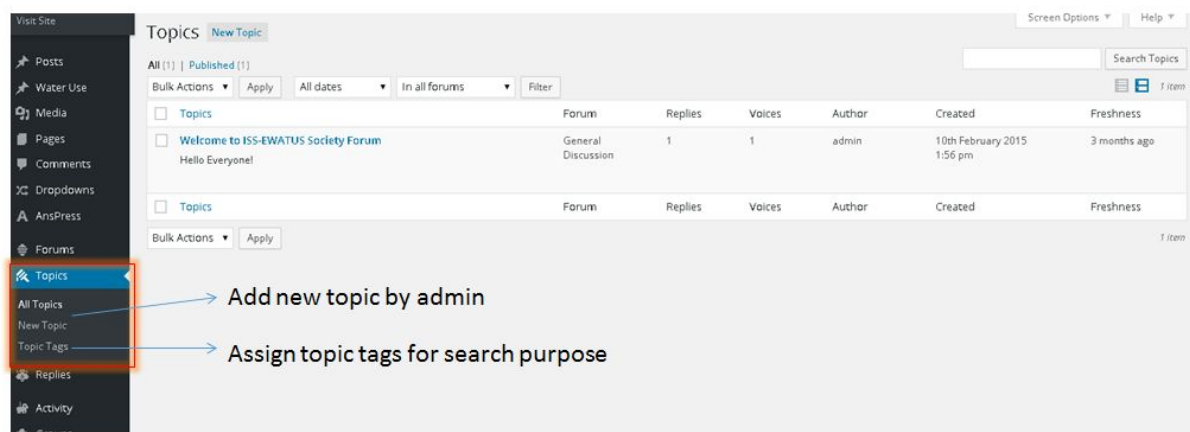 Visit Site
Screen Options ▼ Help ▼
Topics New Topic
Posts
All (1) | Published (1)
Search Topics
Water Use
Bulk Actions ▼ Apply All dates ▼ In all forums ▼ Filter
1 item
Media
Topics Forum Replies Voices Author Created Freshness
Pages
Welcome to ISS-EWATUS Society Forum General 1 1 admin 10th February 2015 3 months ago
Hello Everyone! Discussion 1:56 pm
Comments
Dropdowns
Topics Forum Replies Voices Author Created Freshness
AnsPress
Bulk Actions ▼ Apply 1 item
Forums
Topics
All Topics
Add new topic by admin
New Topic
Topic Tags
Assign topic tags for search purpose
Replies
Activity